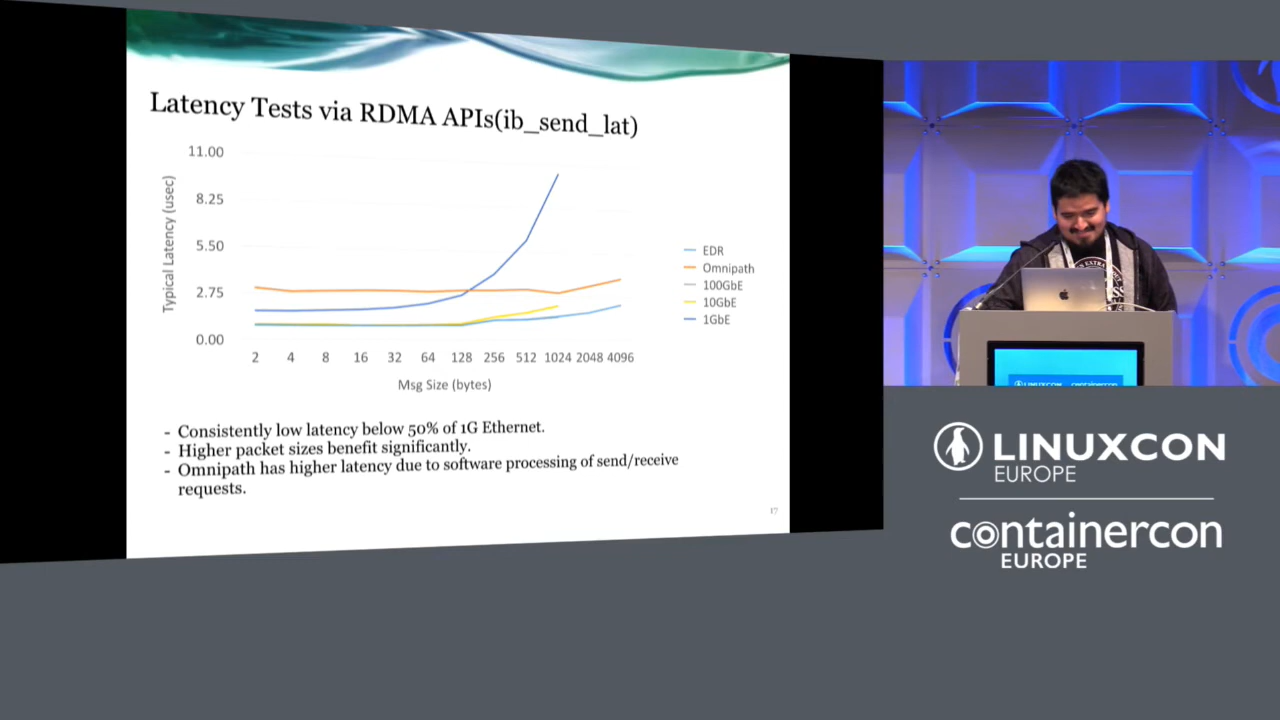 Latency Tests via RDMA APIs(ib_send_lat)
11.00
8.25
5.50
2.75
0.00
Typical Latency (usec)
2 4 8 16 32 64 128 256 512 1024 2048 4096
Msg Size (bytes)
EDR
Omnipath
100GbE
10GbE
1GbE
- Consistently low latency below 50% of 1G Ethernet.
- Higher packet sizes benefit significantly.
- Omnipath has higher latency due to software processing of send/receive
requests.
17
LINUXCON containercon
LINUXCON
EUROPE
containercon
EUROPE